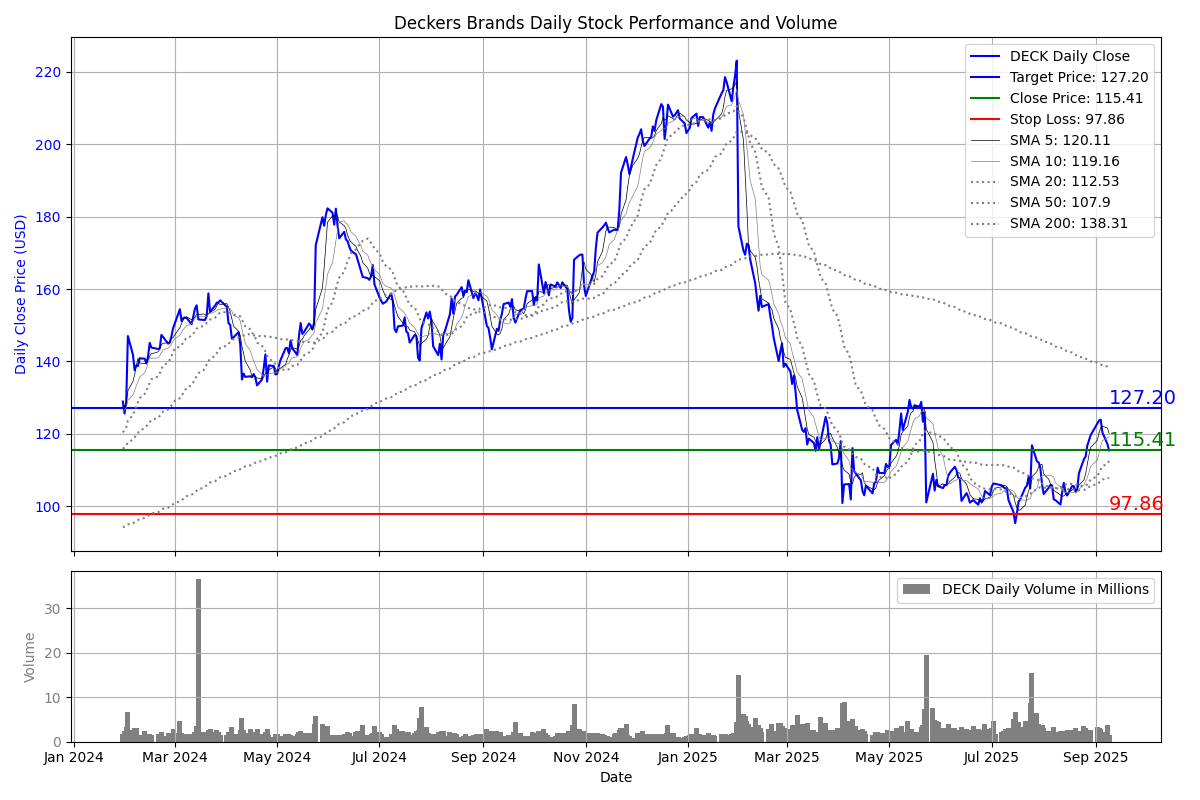 Deckers Brands Daily Stock Performance and Volume
DECK Daily Close
Target Price: 127.20
Close Price: 115.41
Stop Loss: 97.86
SMA 5: 120.11
SMA 10: 119.16
SMA 20: 112.53
SMA 50: 107.9
SMA 200: 138.31
Daily Close Price (USD)
220
200
180
160
140
120
100
127.20
115.41
97.86
DECK Daily Volume in Millions
Volume
30
20
10
0
Jan 2024
Mar 2024
May 2024
Jul 2024
Sep 2024
Nov 2024
Jan 2025
Mar 2025
May 2025
Jul 2025
Sep 2025
Date